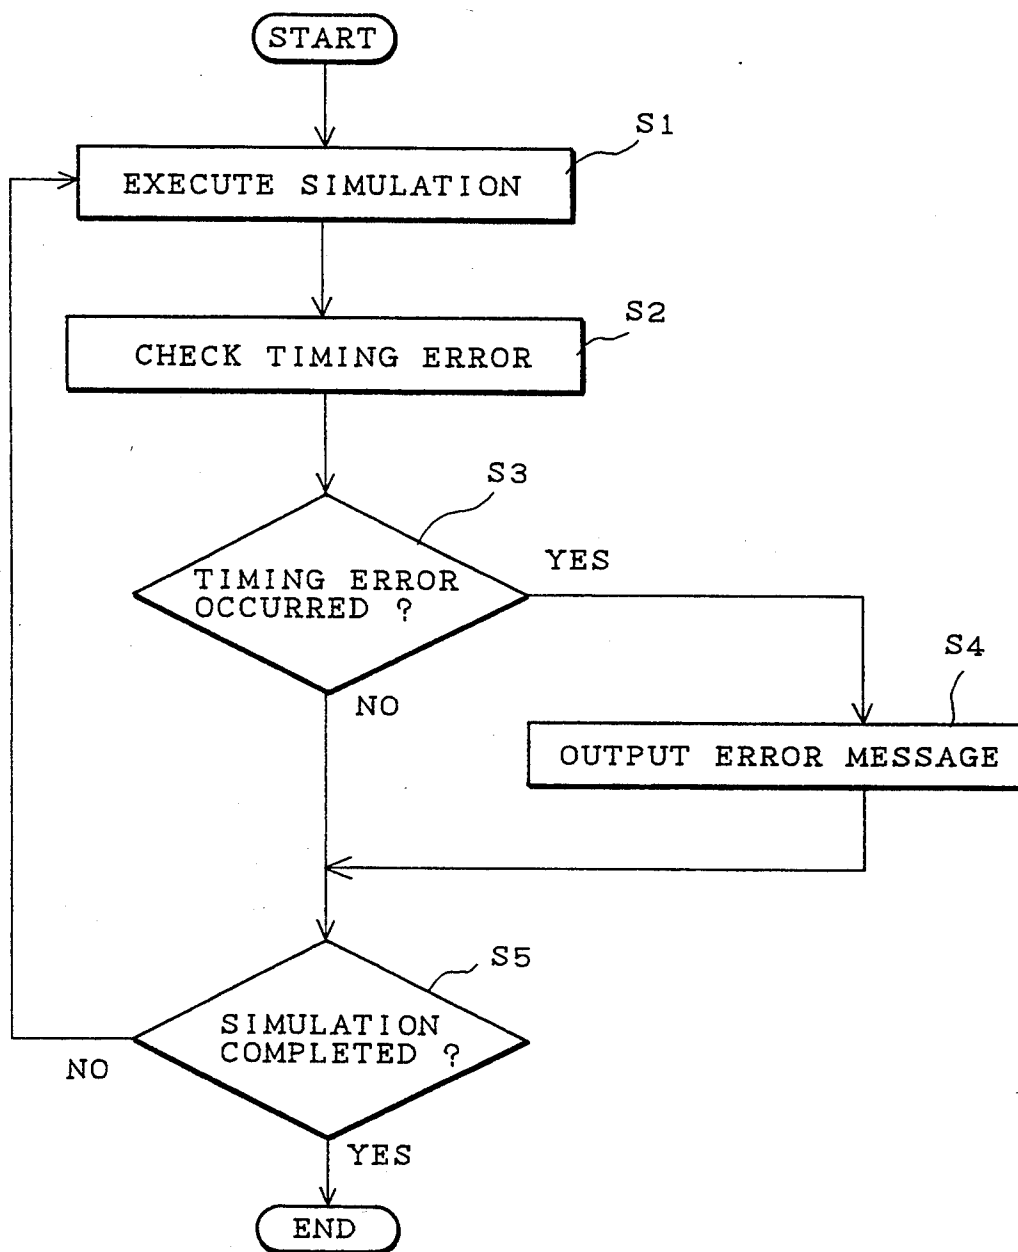 START
S1
EXECUTE SIMULATION
S2
CHECK TIMING ERROR
S3
YES
TIMING ERROR
OCCURRED ?
S4
NO
OUTPUT ERROR MESSAGE
S5
SIMULATION
COMPLETED ?
NO
YES
END